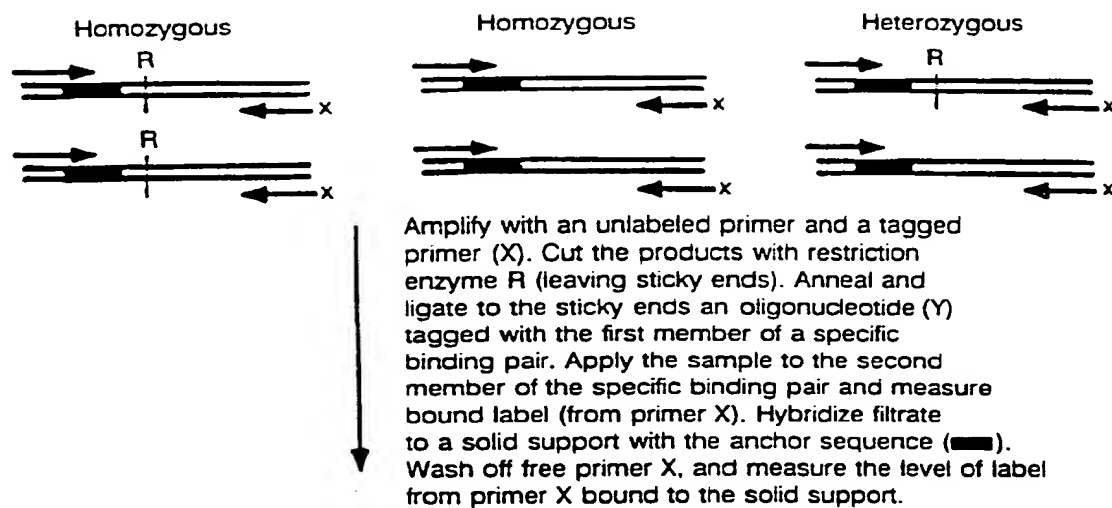 Homozygous Homozygous Heterozygous
R R
X X X
R
X X X
Amplify with an unlabeled primer and a tagged
primer (X). Cut the products with restriction
enzyme R (leaving sticky ends). Anneal and
ligate to the sticky ends an oligonucleotide (Y)
tagged with the first member of a specific
binding pair. Apply the sample to the second
member of the specific binding pair and measure
bound label (from primer X). Hybridize filtrate
to a solid support with the anchor sequence ( ).
Wash off free primer X, and measure the level of label
from primer X bound to the solid support.